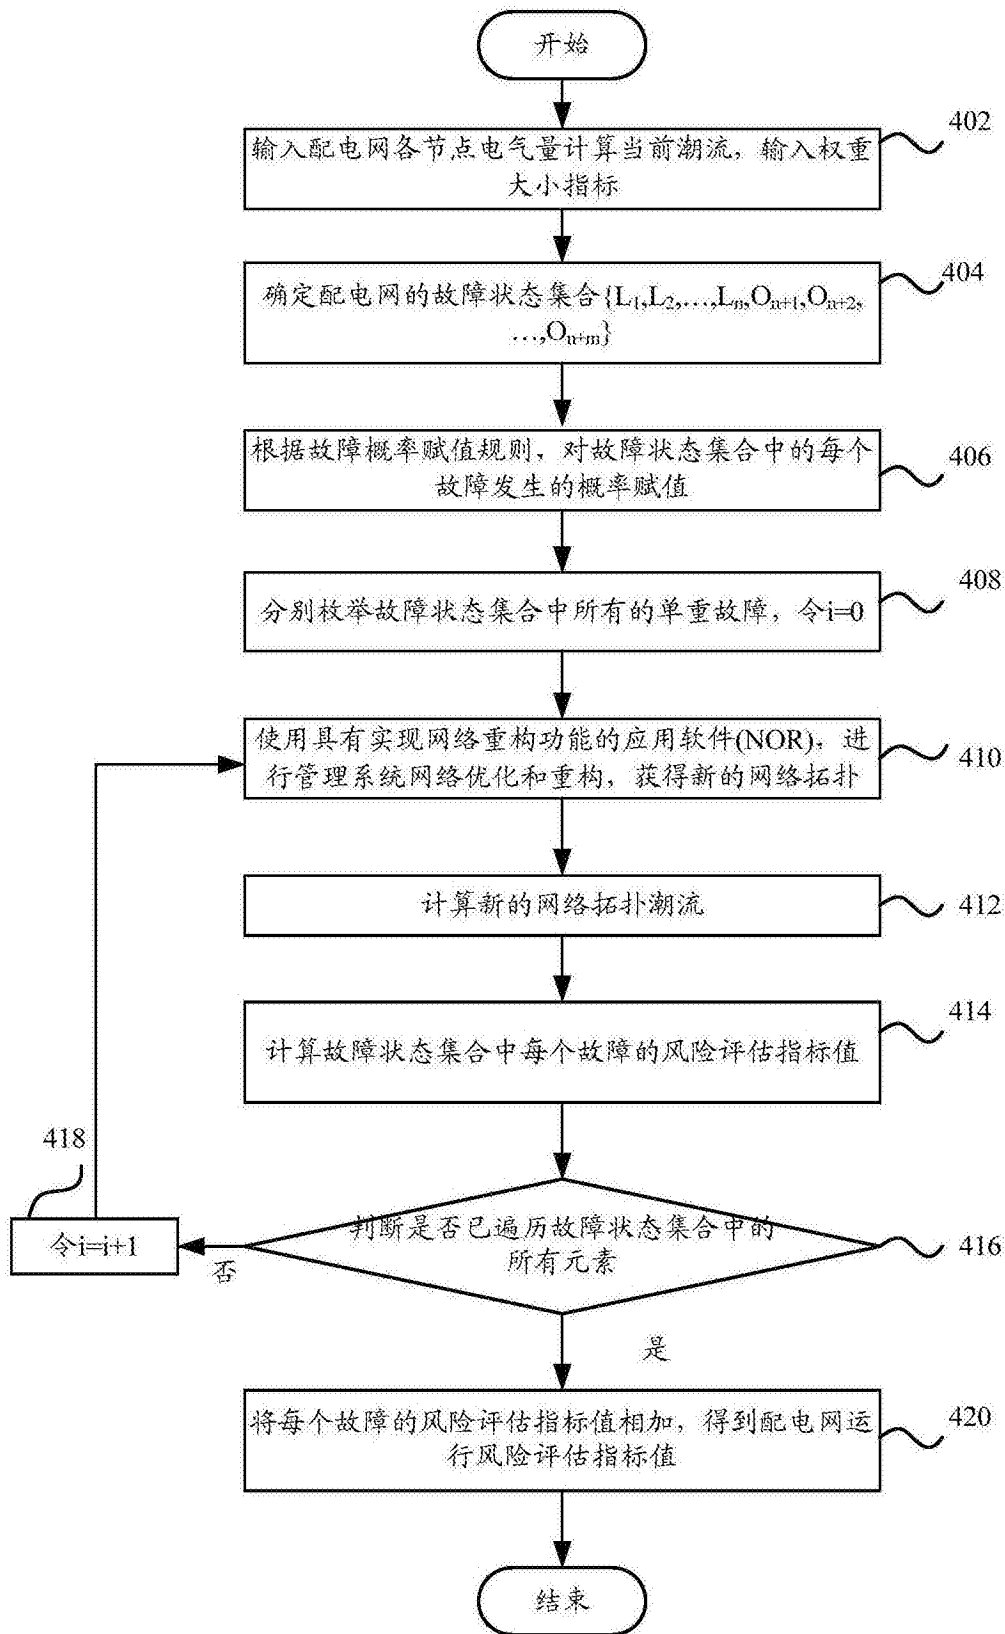 开始
402
输入配电网各节点电气量计算当前潮流，输入权重
大小指标
404
确定配电网的故障状态集合{L1,L2,…,Ln,On+1,On+2,
…,On+m}
根据故障概率赋值规则，对故障状态集合中的每个
故障发生的概率赋值
406
分别枚举故障状态集合中所有的单重故障，令i=0
408
使用具有实现网络重构功能的应用软件(NOR)，进
行管理系统网络优化和重构，获得新的网络拓扑
410
计算新的网络拓扑潮流
412
414
计算故障状态集合中每个故障的风险评估指标值
418
令i=i+1
否
判断是否已遍历故障状态集合中的
所有元素
416
是
将每个故障的风险评估指标值相加，得到配电网运
行风险评估指标值
420
结束